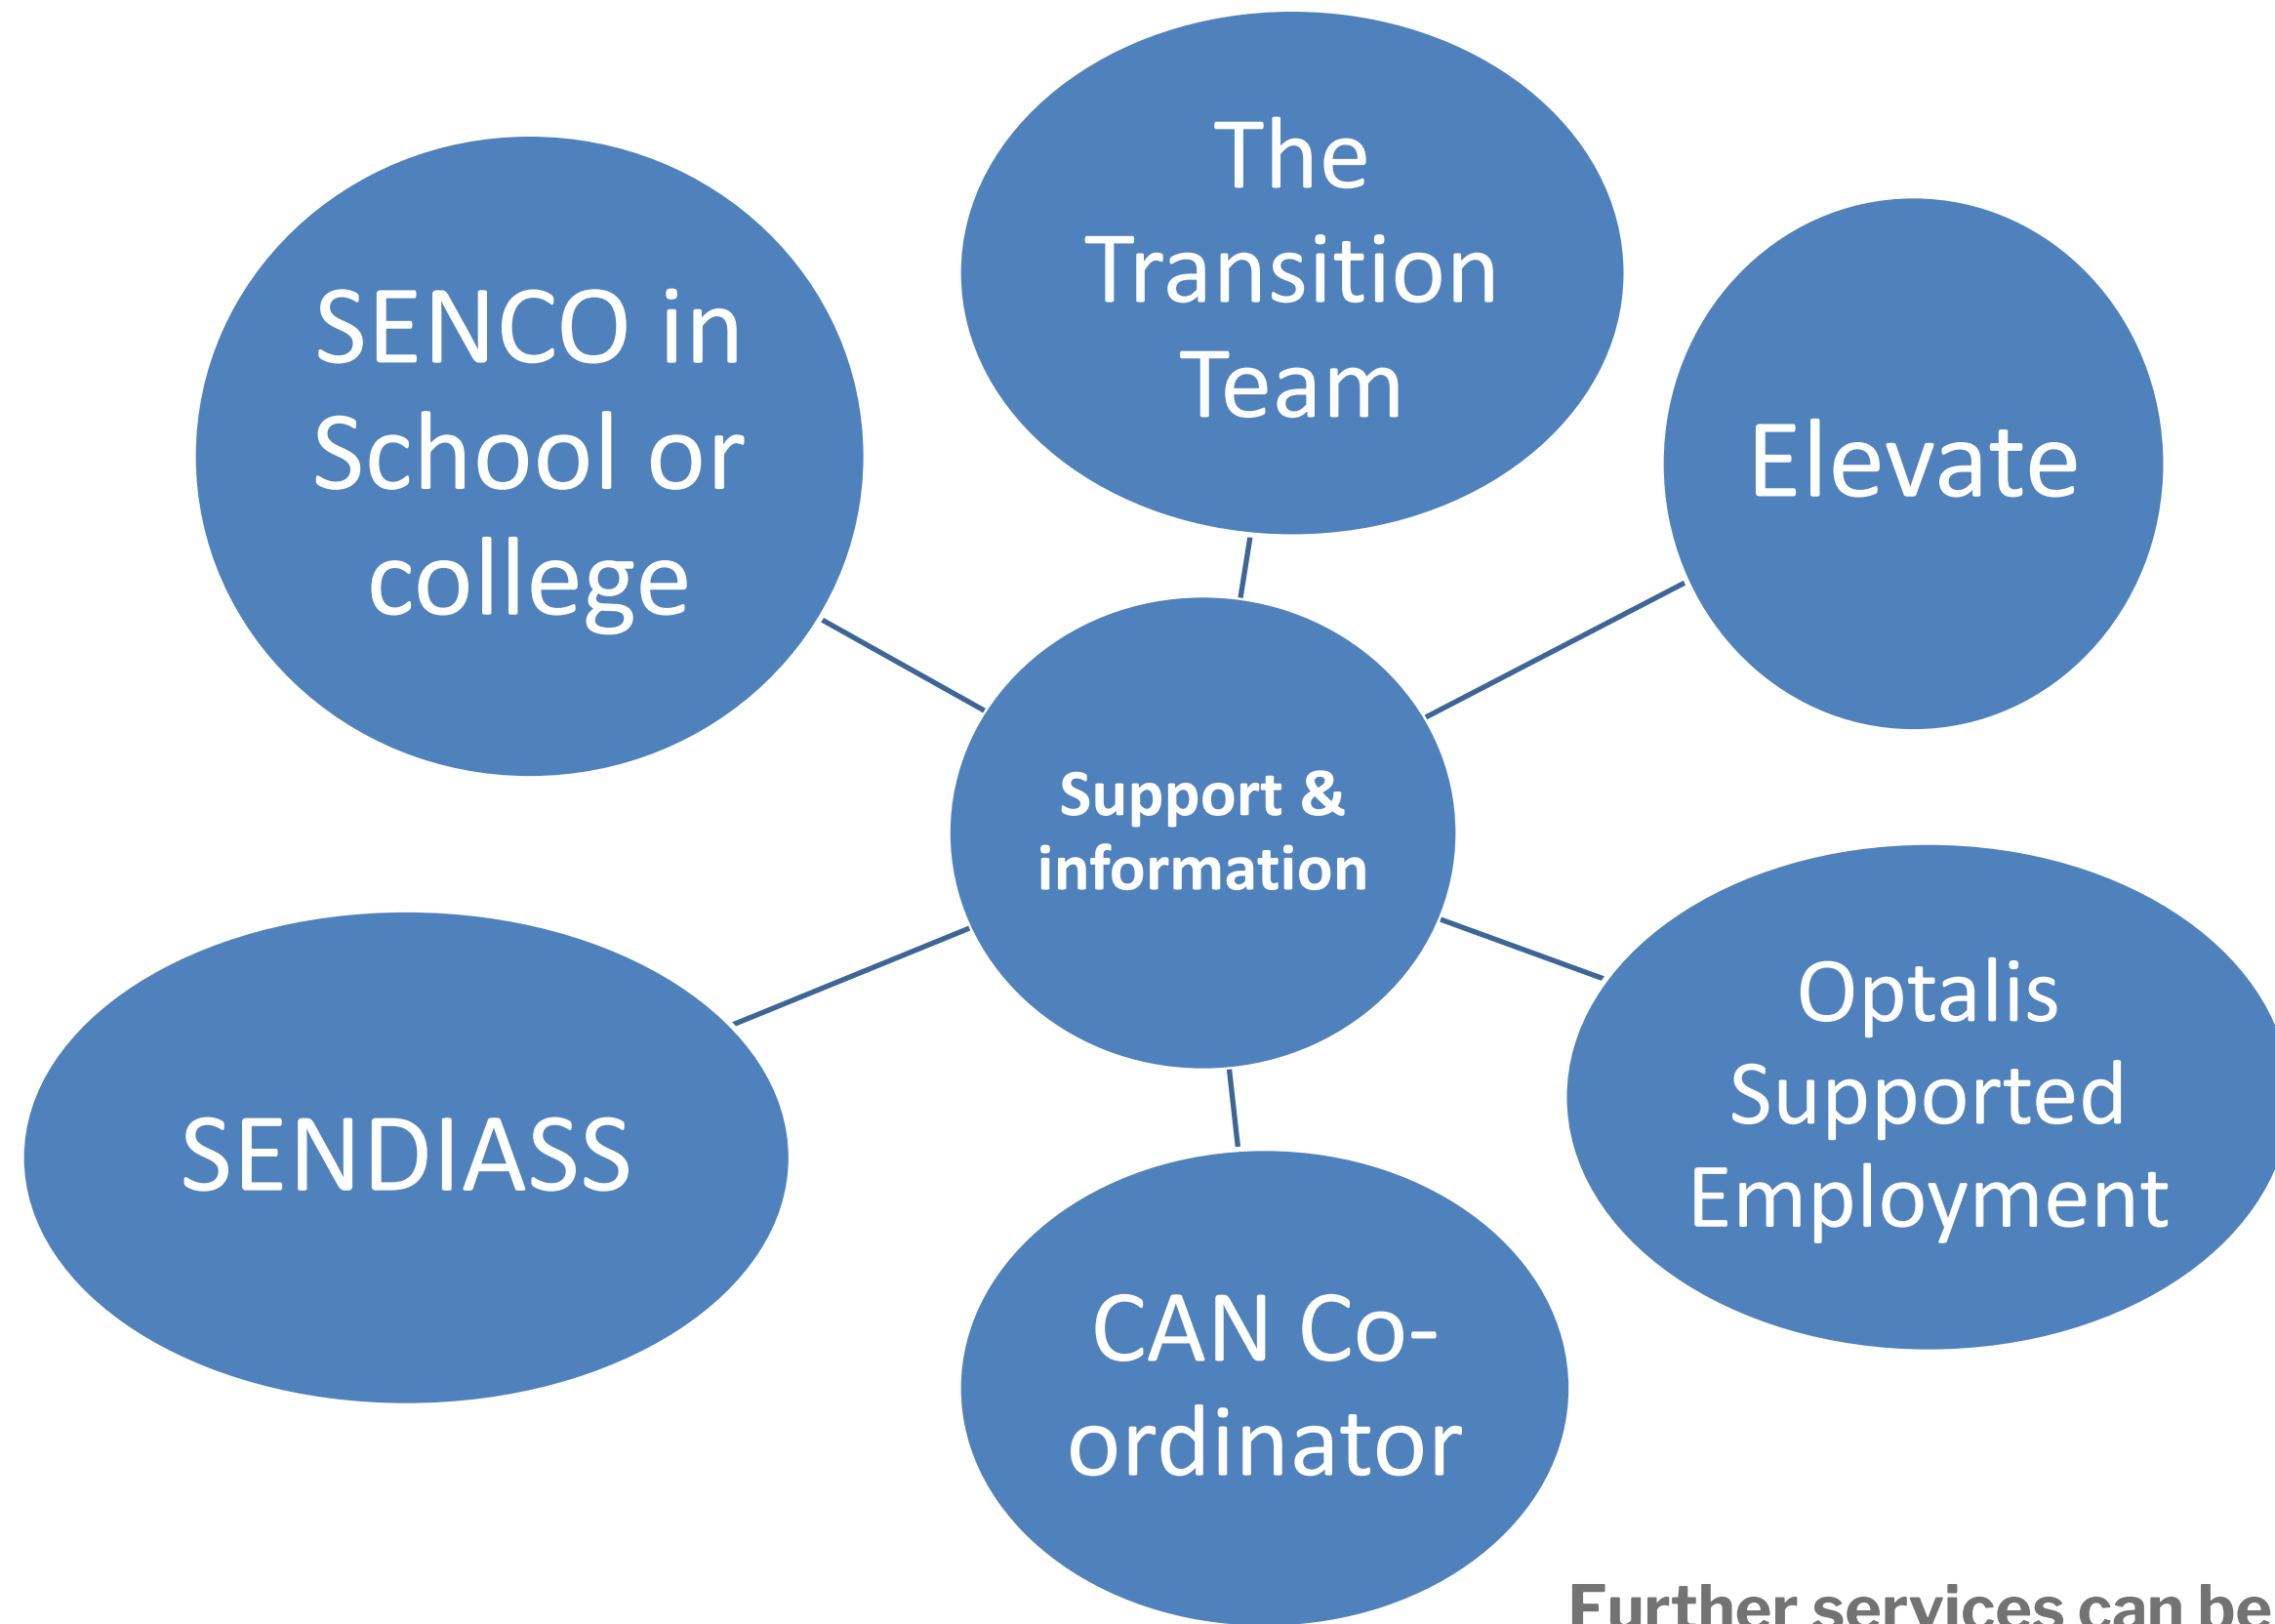 The
Transition
Team
SENCO in
School or
college
Elevate
Support &
information
Optalis
Supported
Employment
SENDIASS
CAN Co-
ordinator
Further services can be